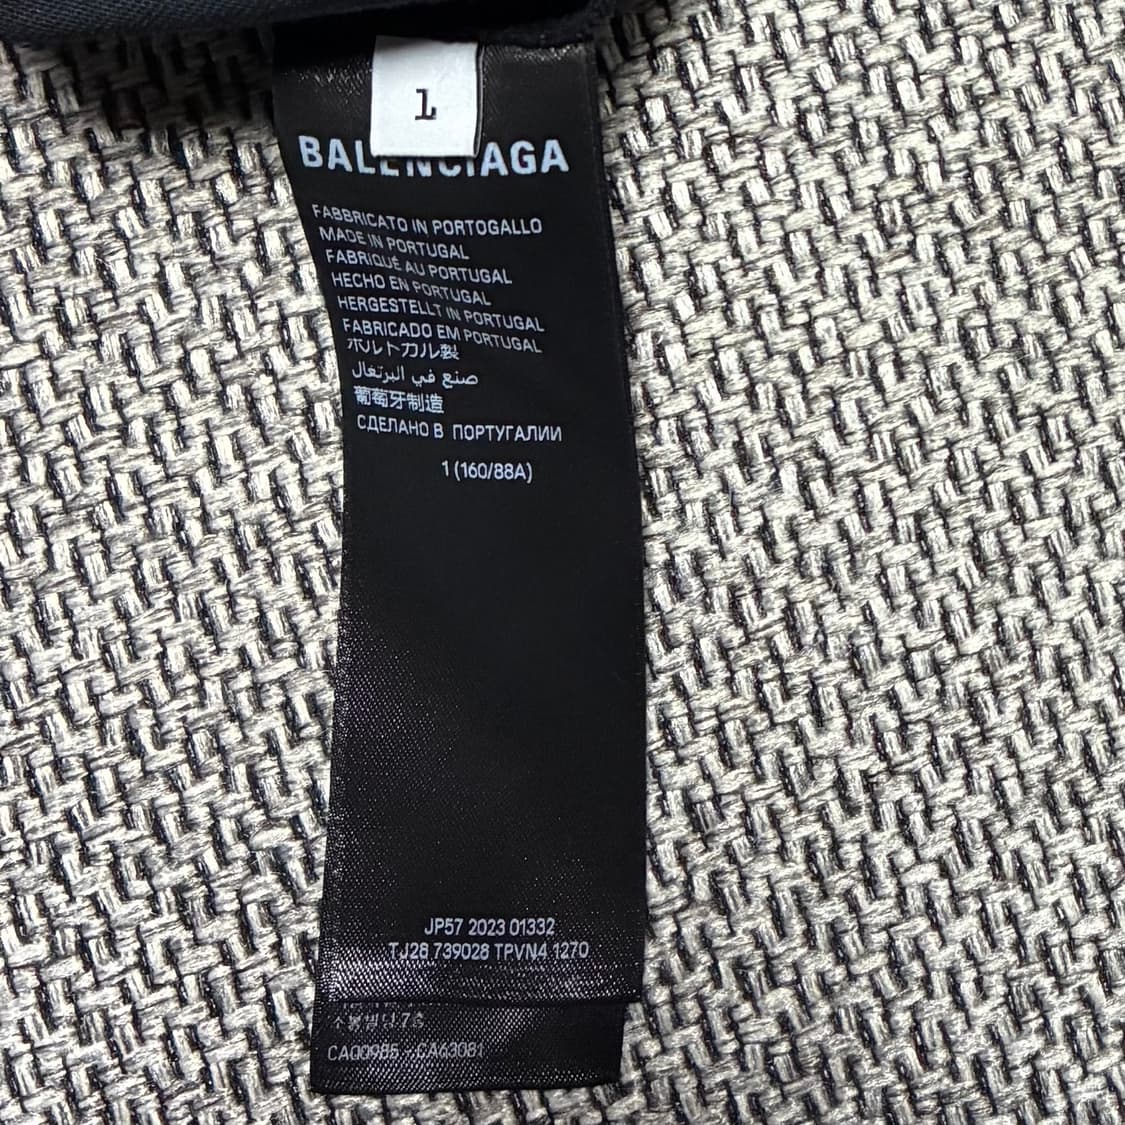 1
BALENCIAGA
FABBRICATO IN PORTOGALLO
MADE IN PORTUGAL
FABRIQUÉ AU PORTUGAL
HECHO EN PORTUGAL
HERGESTELLT IN PORTUGAL
FABRICADO EM PORTUGAL
ポルトガル製
صنع في البرتغال
葡萄牙制造
СДЕЛАНО В ПОРТУГАЛИИ
1 (160/88A)
JP57 2023 01332
TJ28 739028 TPVN4 1270
CA00985 - CA63081